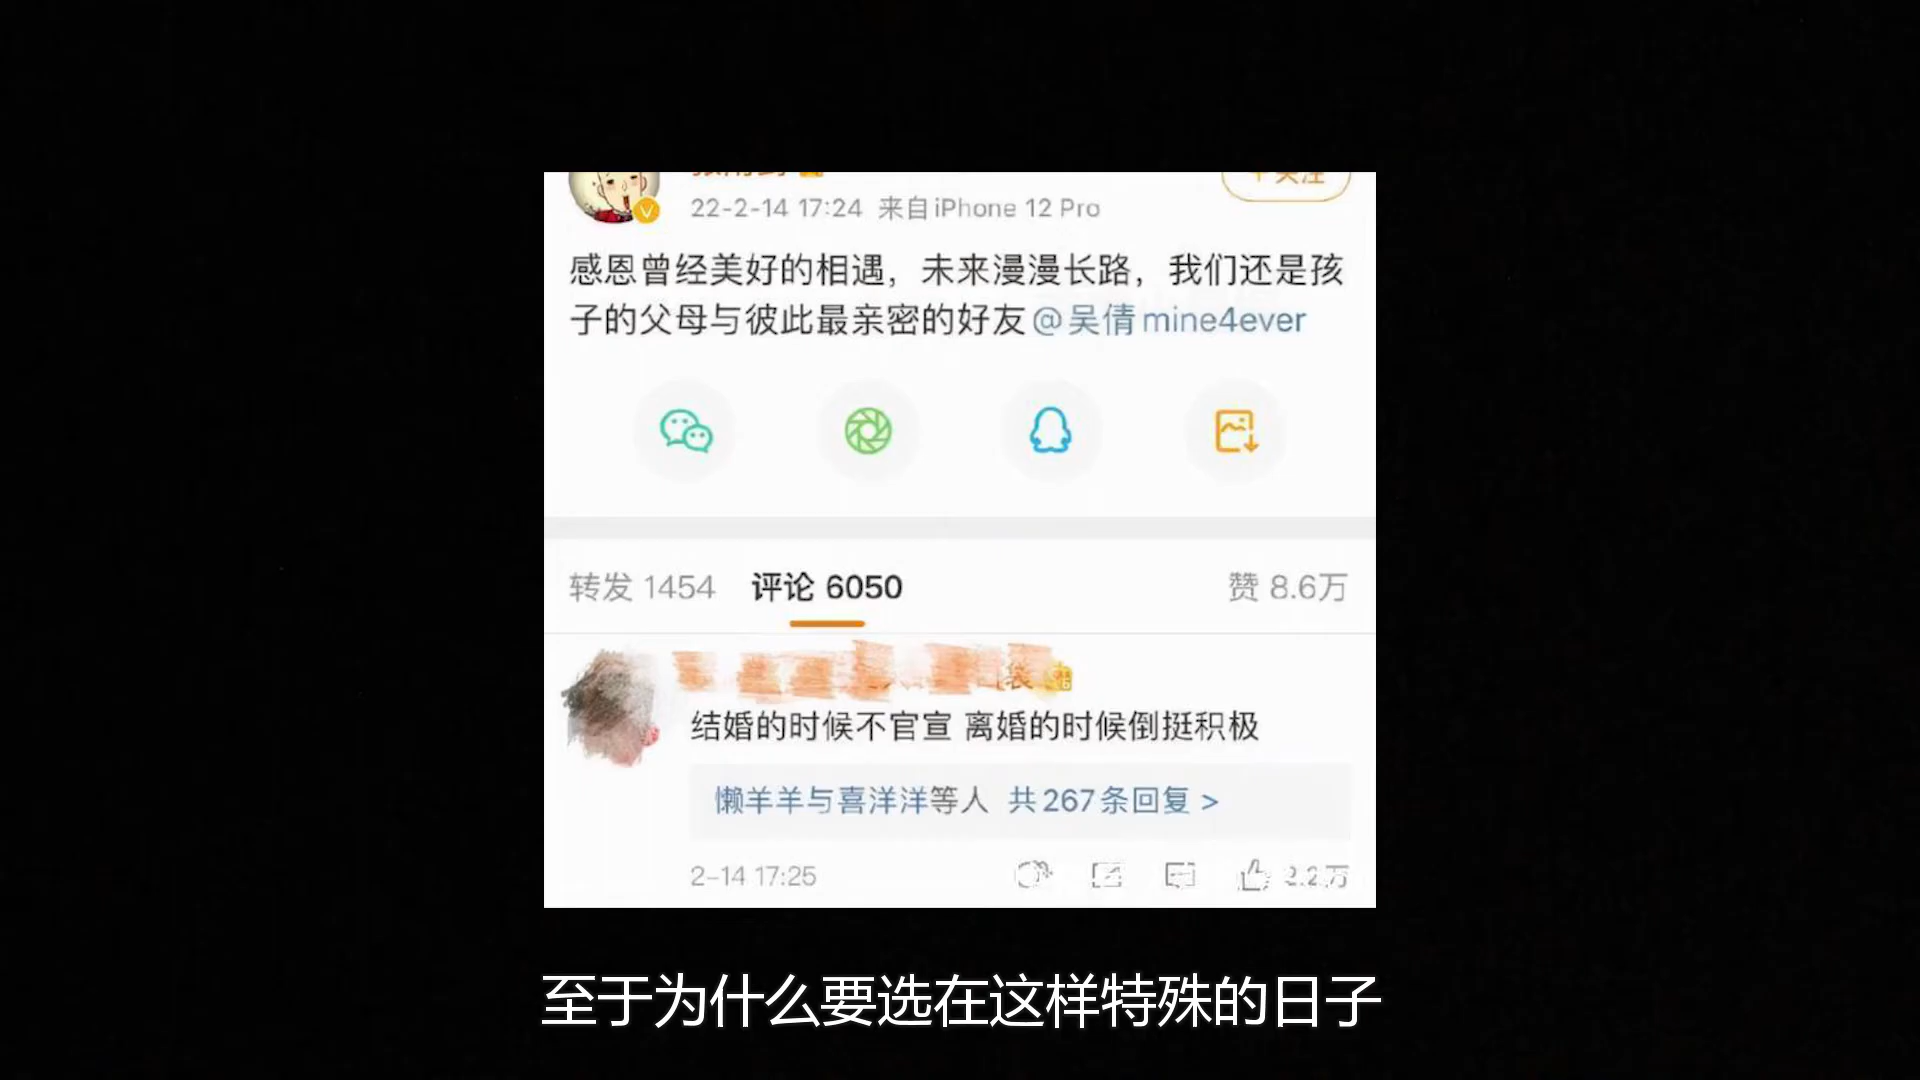 22-2-14 17:24 来自iPhone 12 Pro
感恩曾经美好的相遇，未来漫漫长路，我们还是孩
子的父母与彼此最亲密的好友@吴倩mine4ever
转发 1454 评论 6050 赞 8.6万
结婚的时候不官宣 离婚的时候倒挺积极
懒羊羊与喜洋洋等人 共267条回复 >
2-14 17:25 2.2万
至于为什么要选在这样特殊的日子